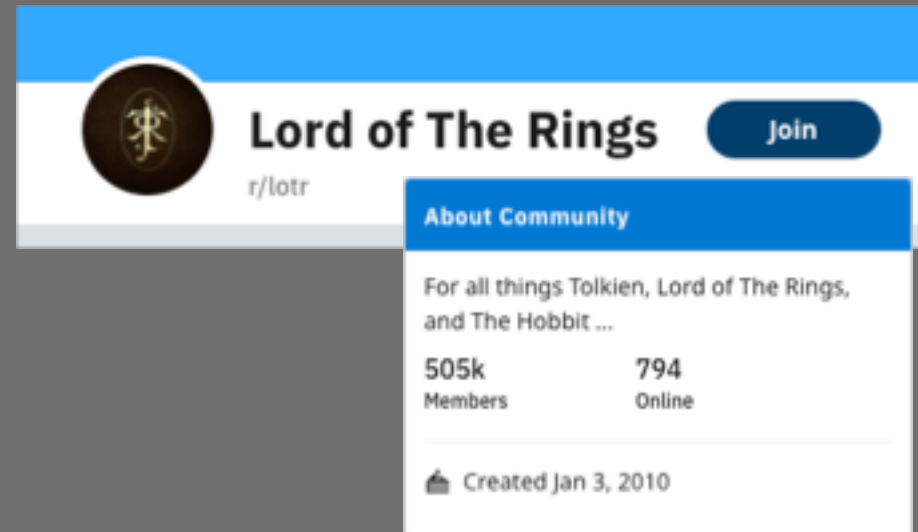 Lord of The Rings
Join
r/lotr
About Community
For all things Tolkien, Lord of The Rings,
and The Hobbit ...
505k
794
Members
Online
Created Jan 3, 2010